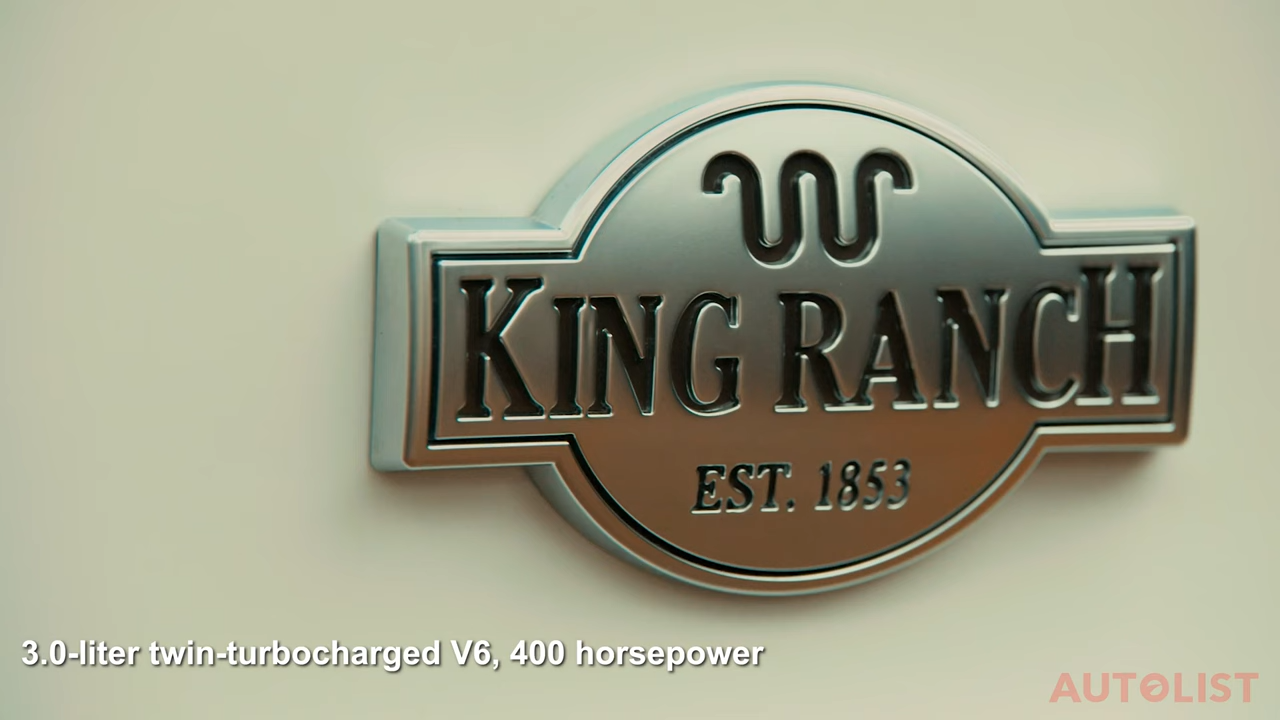 KING RANCH
EST. 1853
3.0-liter twin-turbocharged V6, 400 horsepower
AUTOLIST